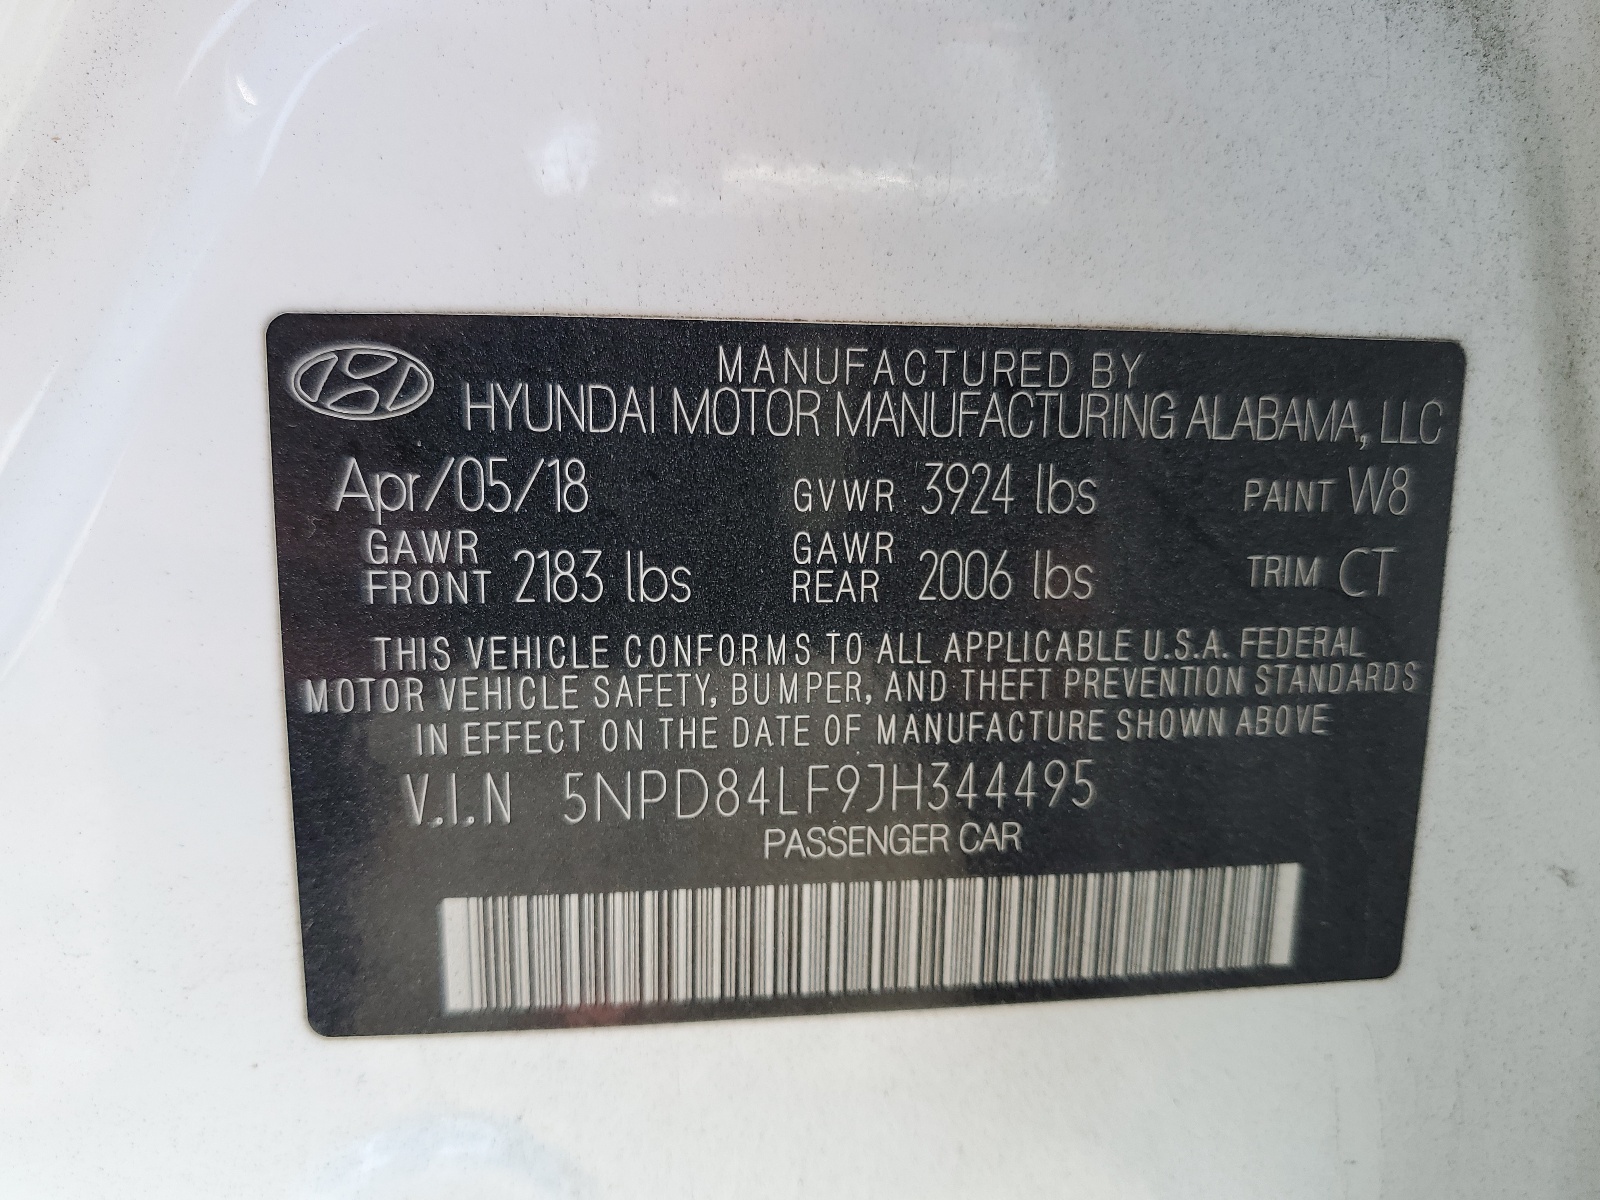 MANUFACTURED BY
HYUNDAI MOTOR MANUFACTURING ALABAMA, LLC
Apr/05/18 GVWR 3924 lbs PAINT W8
GAWR FRONT 2183 lbs GAWR REAR 2006 lbs TRIM CT
THIS VEHICLE CONFORMS TO ALL APPLICABLE U.S.A. FEDERAL
MOTOR VEHICLE SAFETY, BUMPER, AND THEFT PREVENTION STANDARDS
IN EFFECT ON THE DATE OF MANUFACTURE SHOWN ABOVE
V.I.N 5NPD84LF9JH344495
PASSENGER CAR